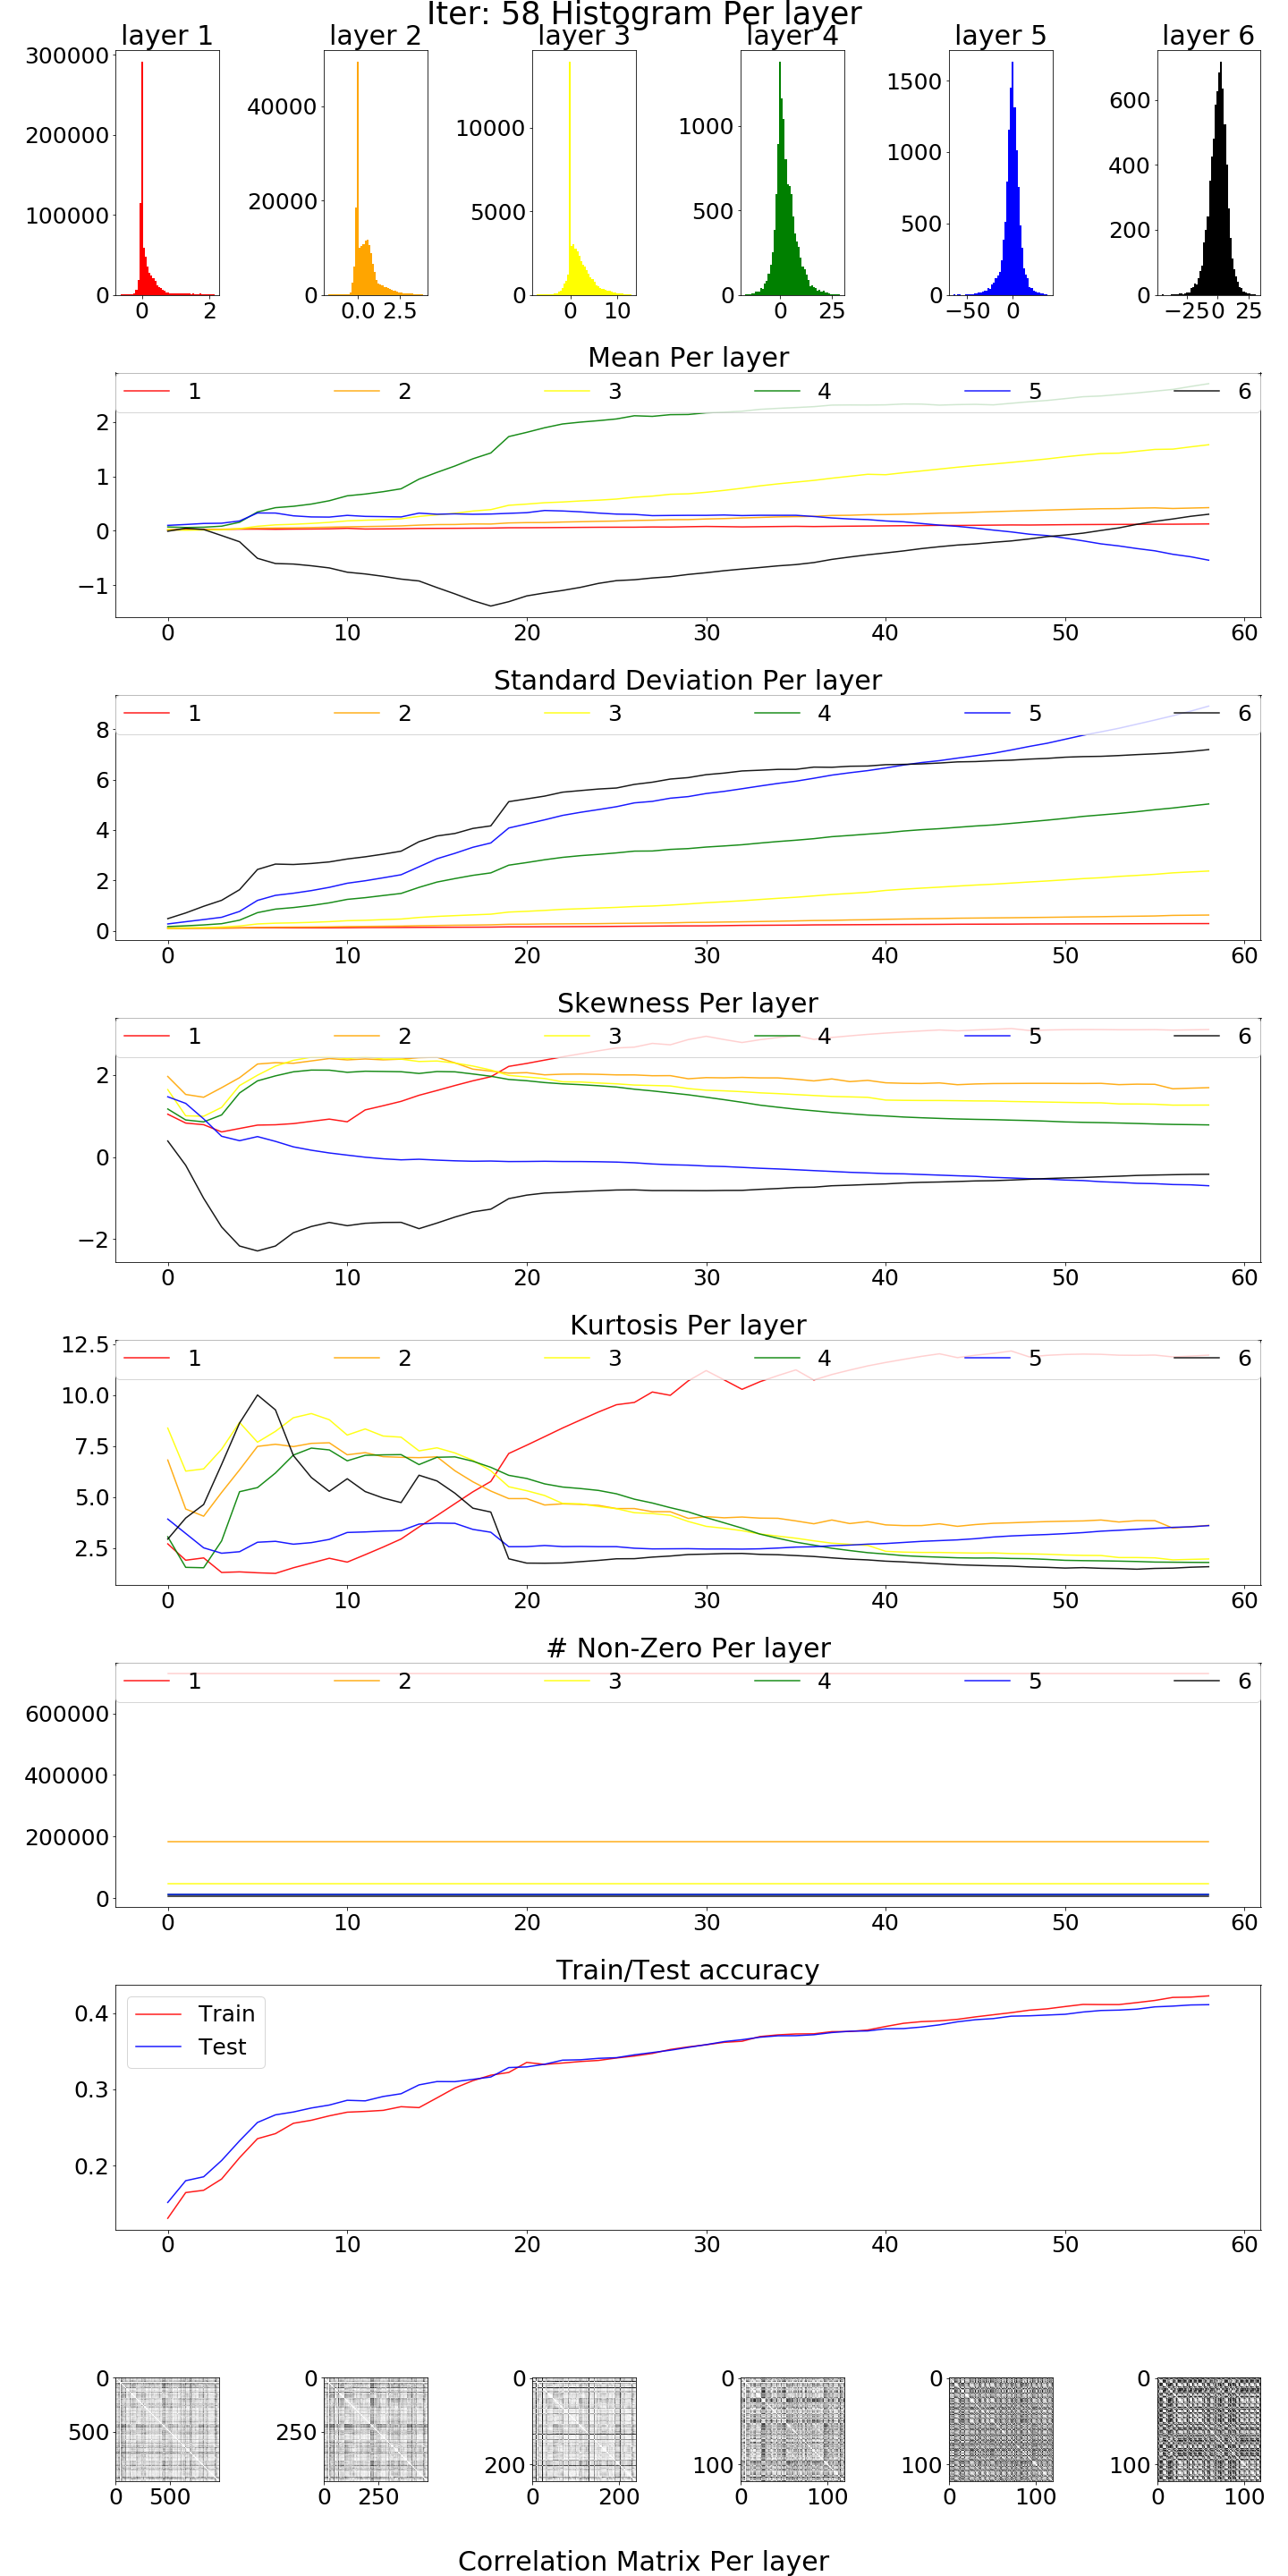 Iter: 58 Histogram Per layer
layer 1 layer 2 layer 3 layer 4 layer 5 layer 6
300000
200000
100000
0
0 2
40000
20000
0
0.0 2.5
10000
5000
0
0 10
1000
500
0
0 25
1500
1000
500
0
−50 0
600
400
200
0
−25 0 25
Mean Per layer
1 2 3 4 5 6
2
1
0
−1
0 10 20 30 40 50 60
Standard Deviation Per layer
1 2 3 4 5 6
8
6
4
2
0
0 10 20 30 40 50 60
Skewness Per layer
1 2 3 4 5 6
2
0
−2
0 10 20 30 40 50 60
Kurtosis Per layer
12.5
1 2 3 4 5 6
10.0
7.5
5.0
2.5
0 10 20 30 40 50 60
# Non-Zero Per layer
1 2 3 4 5 6
600000
400000
200000
0
0 10 20 30 40 50 60
Train/Test accuracy
Train
Test
0.4
0.3
0.2
0 10 20 30 40 50 60
0
500
0 500
0
250
0 250
0
200
0 200
0
100
0 100
0
100
0 100
0
100
0 100
Correlation Matrix Per layer